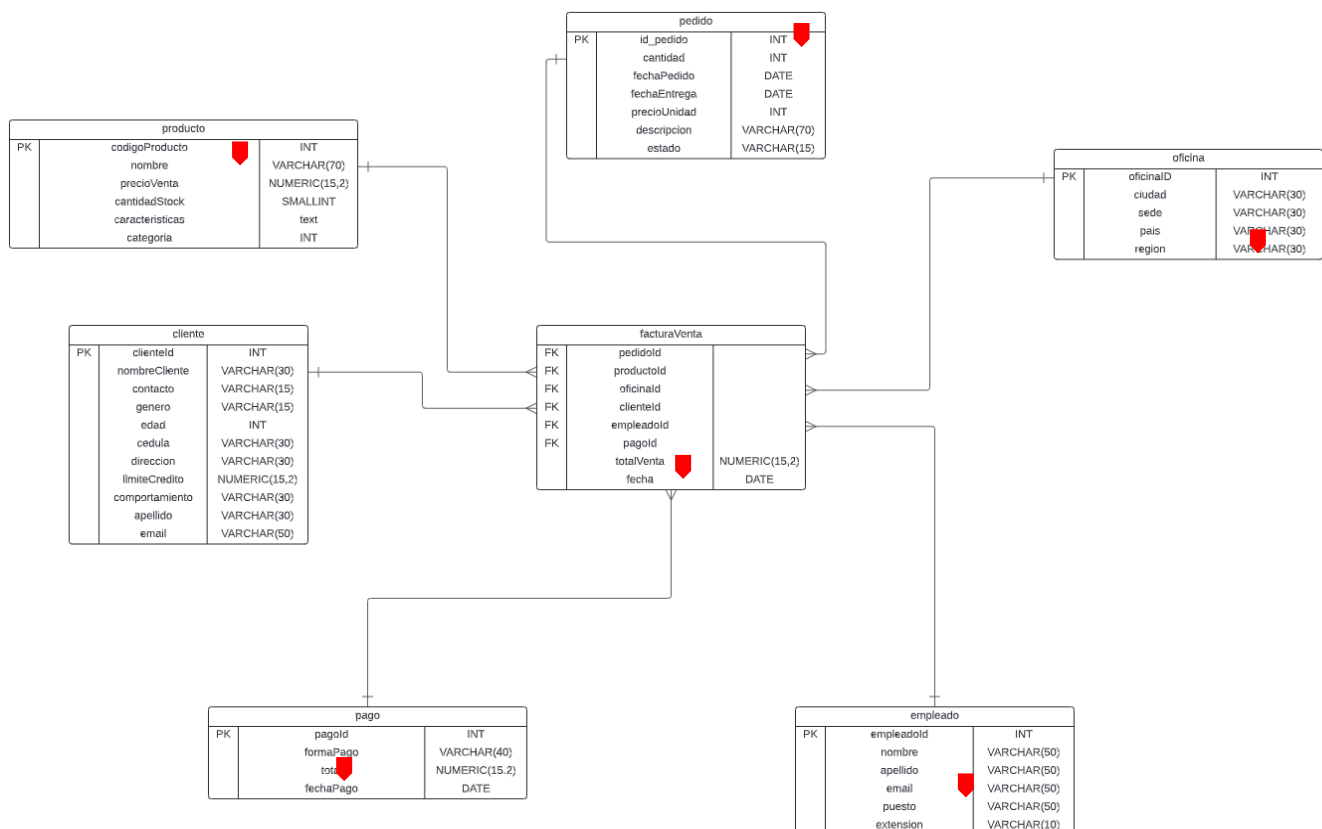 pedido
PK id_pedido INT
cantidad INT
fechaPedido DATE
fechaEntrega DATE
precioUnidad INT
descripcion VARCHAR(70)
estado VARCHAR(15)
producto
PK codigoProducto INT
nombre VARCHAR(70)
precioVenta NUMERIC(15,2)
cantidadStock SMALLINT
caracteristicas text
categoria INT
oficina
PK oficinaID INT
ciudad VARCHAR(30)
sede VARCHAR(30)
pais VARCHAR(30)
region VARCHAR(30)
cliente
PK clienteId INT
nombreCliente VARCHAR(30)
contacto VARCHAR(15)
genero VARCHAR(15)
edad INT
cedula VARCHAR(30)
direccion VARCHAR(30)
lImiteCredito NUMERIC(15,2)
comportamiento VARCHAR(30)
apellido VARCHAR(30)
email VARCHAR(50)
facturaVenta
FK pedidoId
FK productoId
FK oficinaId
FK clienteId
FK empleadoId
FK pagoId
totalVenta NUMERIC(15,2)
fecha DATE
pago
PK pagoId INT
formaPago VARCHAR(40)
total NUMERIC(15.2)
fechaPago DATE
empleado
PK empleadoId INT
nombre VARCHAR(50)
apellido VARCHAR(50)
email VARCHAR(50)
puesto VARCHAR(50)
extension VARCHAR(10)